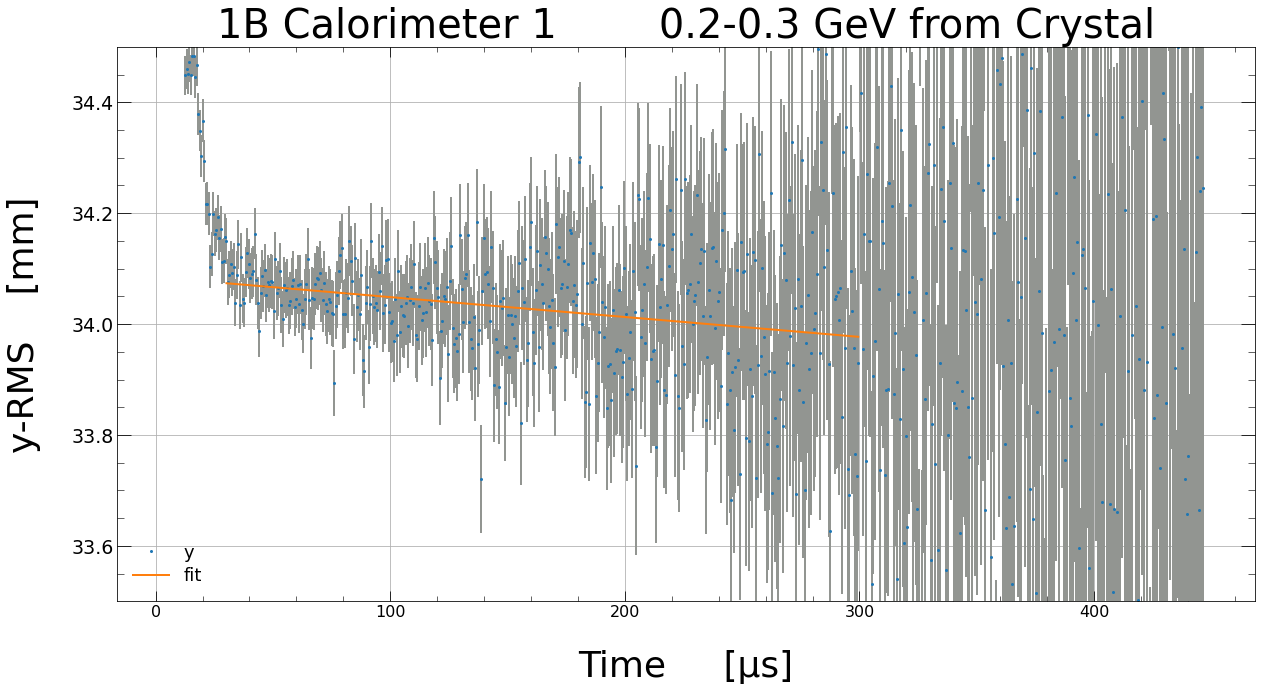 1B Calorimeter 1 0.2-0.3 GeV from Crystal
y-RMS [mm]
34.4
34.2
34.0
33.8
33.6
y
fit
0 100 200 300 400
Time [µs]